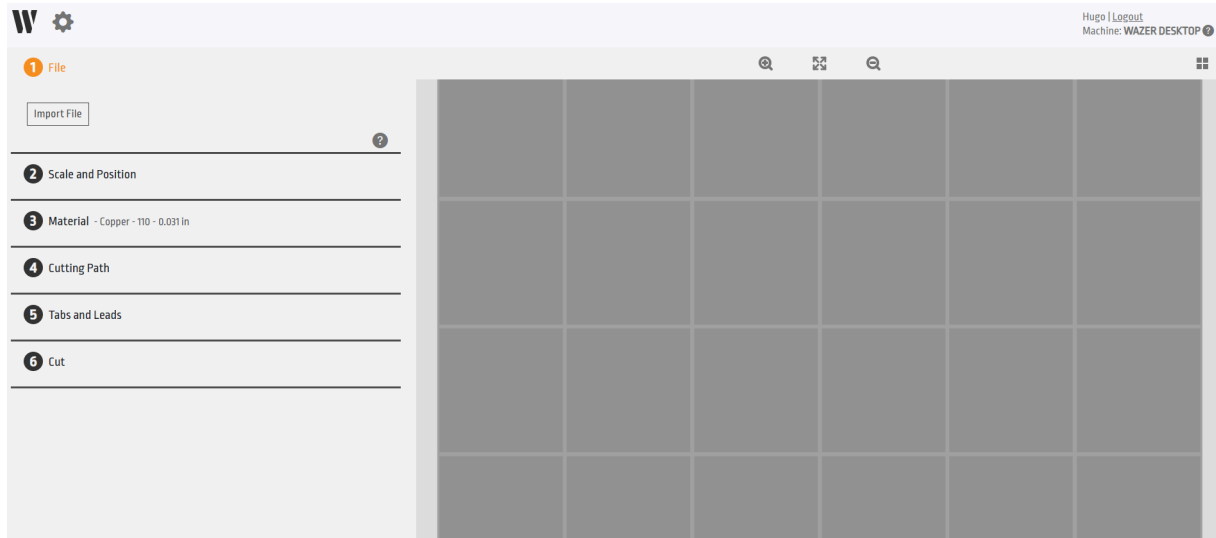 W
Hugo | Logout
Machine: WAZER DESKTOP ?
1 File
Import File
?
2 Scale and Position
3 Material - Copper - 110 - 0.031 in
4 Cutting Path
5 Tabs and Leads
6 Cut